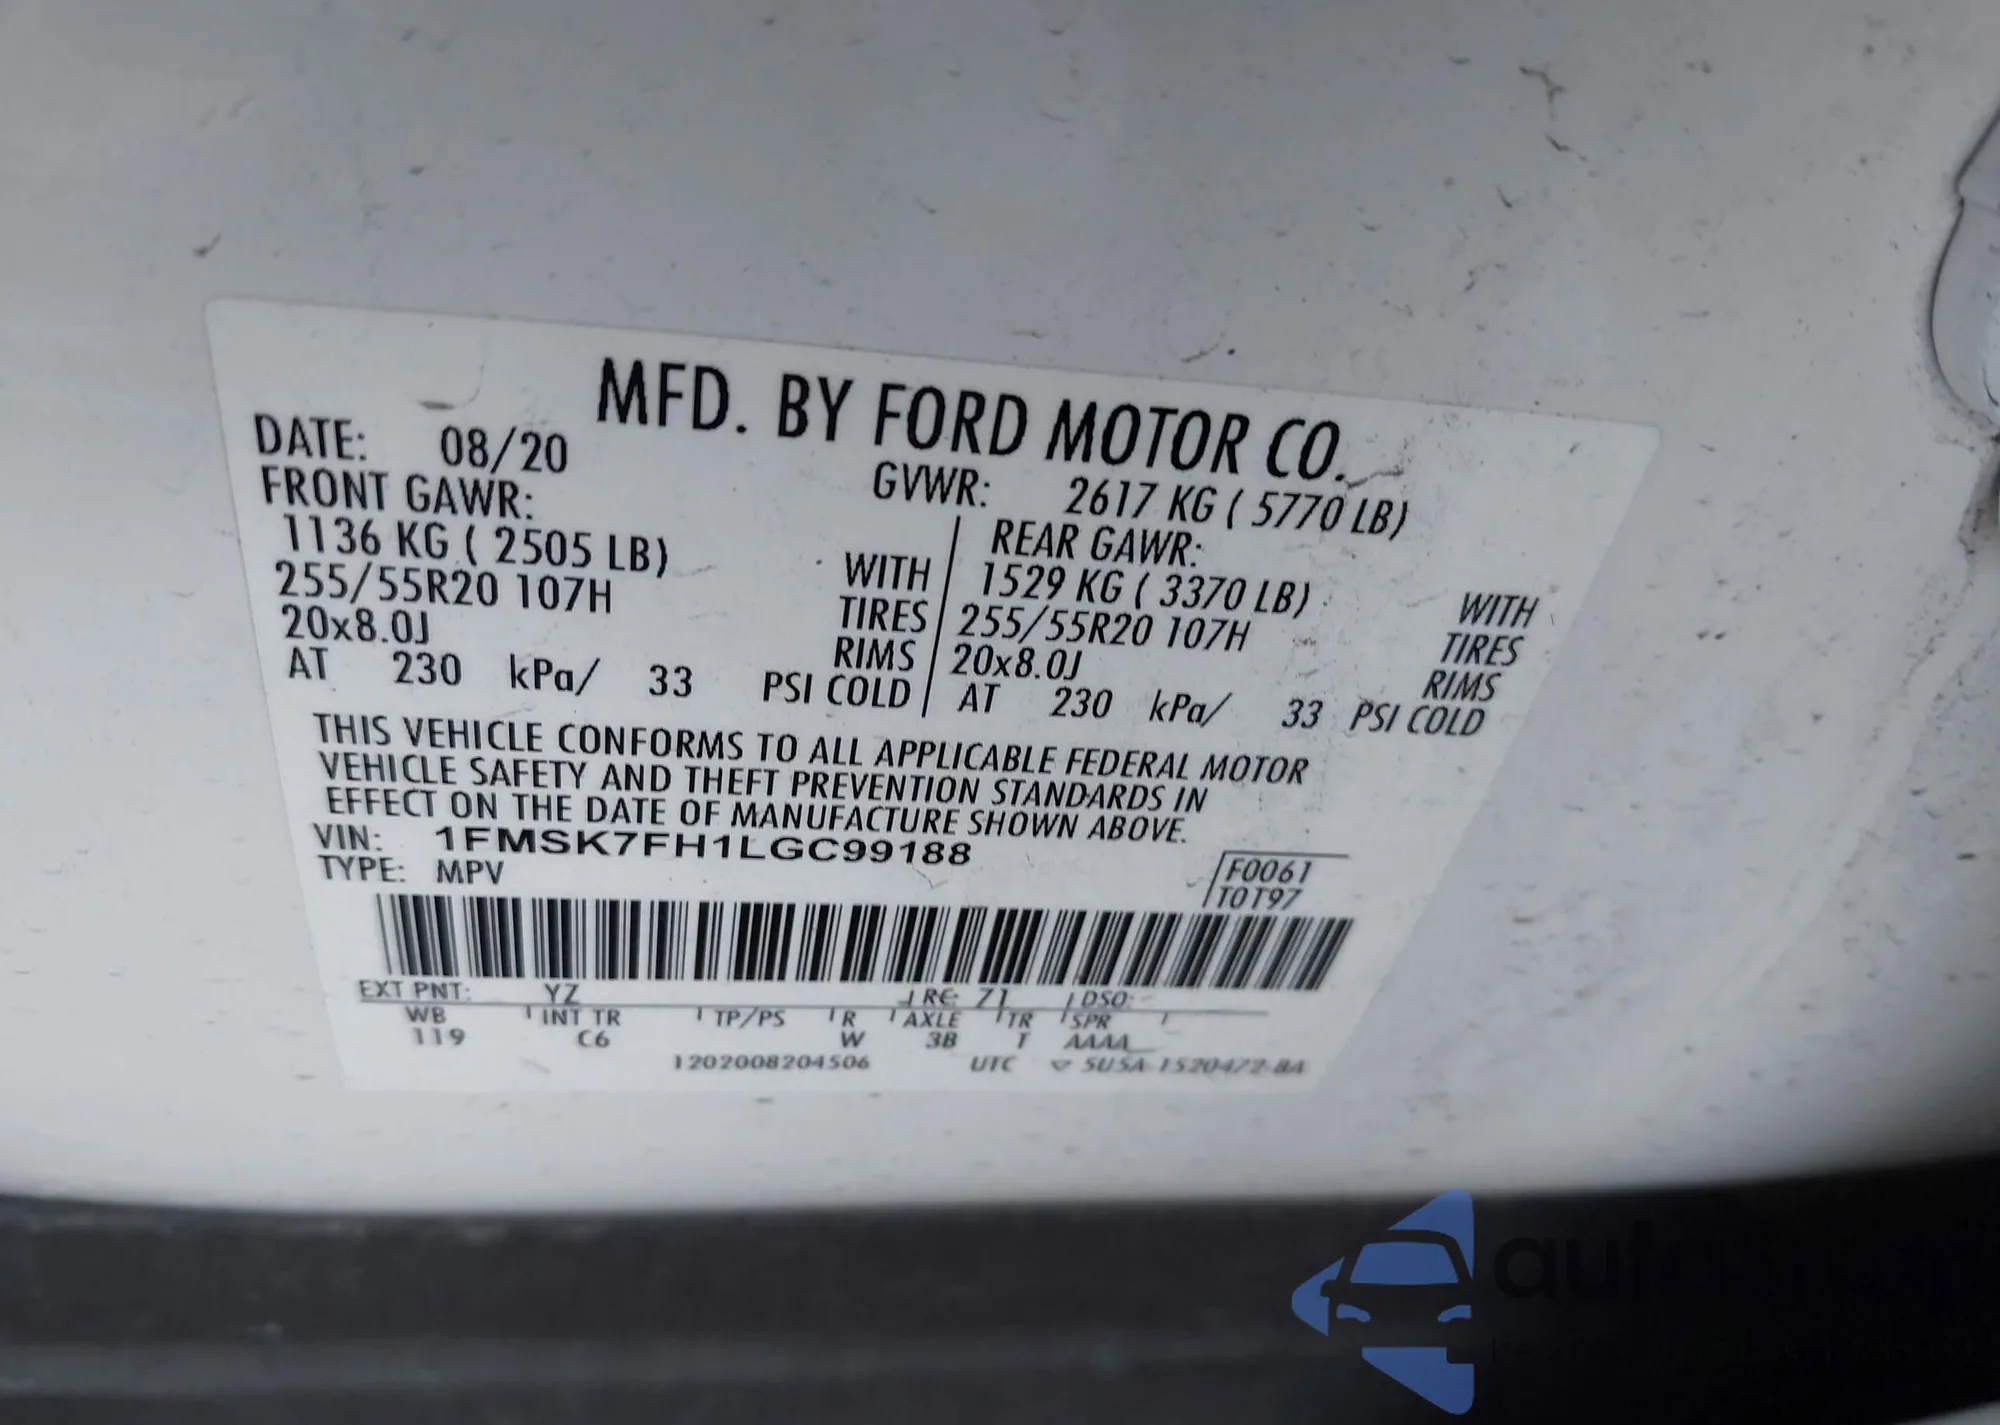 MFD. BY FORD MOTOR CO.
DATE: 08/20 GVWR: 2617 KG ( 5770 LB)
FRONT GAWR: REAR GAWR:
1136 KG ( 2505 LB) WITH 1529 KG ( 3370 LB) WITH
255/55R20 107H TIRES 255/55R20 107H TIRES
20x8.0J RIMS 20x8.0J RIMS
AT 230 kPa/ 33 PSI COLD AT 230 kPa/ 33 PSI COLD
THIS VEHICLE CONFORMS TO ALL APPLICABLE FEDERAL MOTOR
VEHICLE SAFETY AND THEFT PREVENTION STANDARDS IN
EFFECT ON THE DATE OF MANUFACTURE SHOWN ABOVE.
VIN: 1FMSK7FH1LGC99188
TYPE: MPV
F0061
T0T97
EXT PNT: YZ RC: 71 DSO:
WB INT TR TP/PS R AXLE TR SPR
119 C6 W 3B T AAAA
1202008204506 UTC